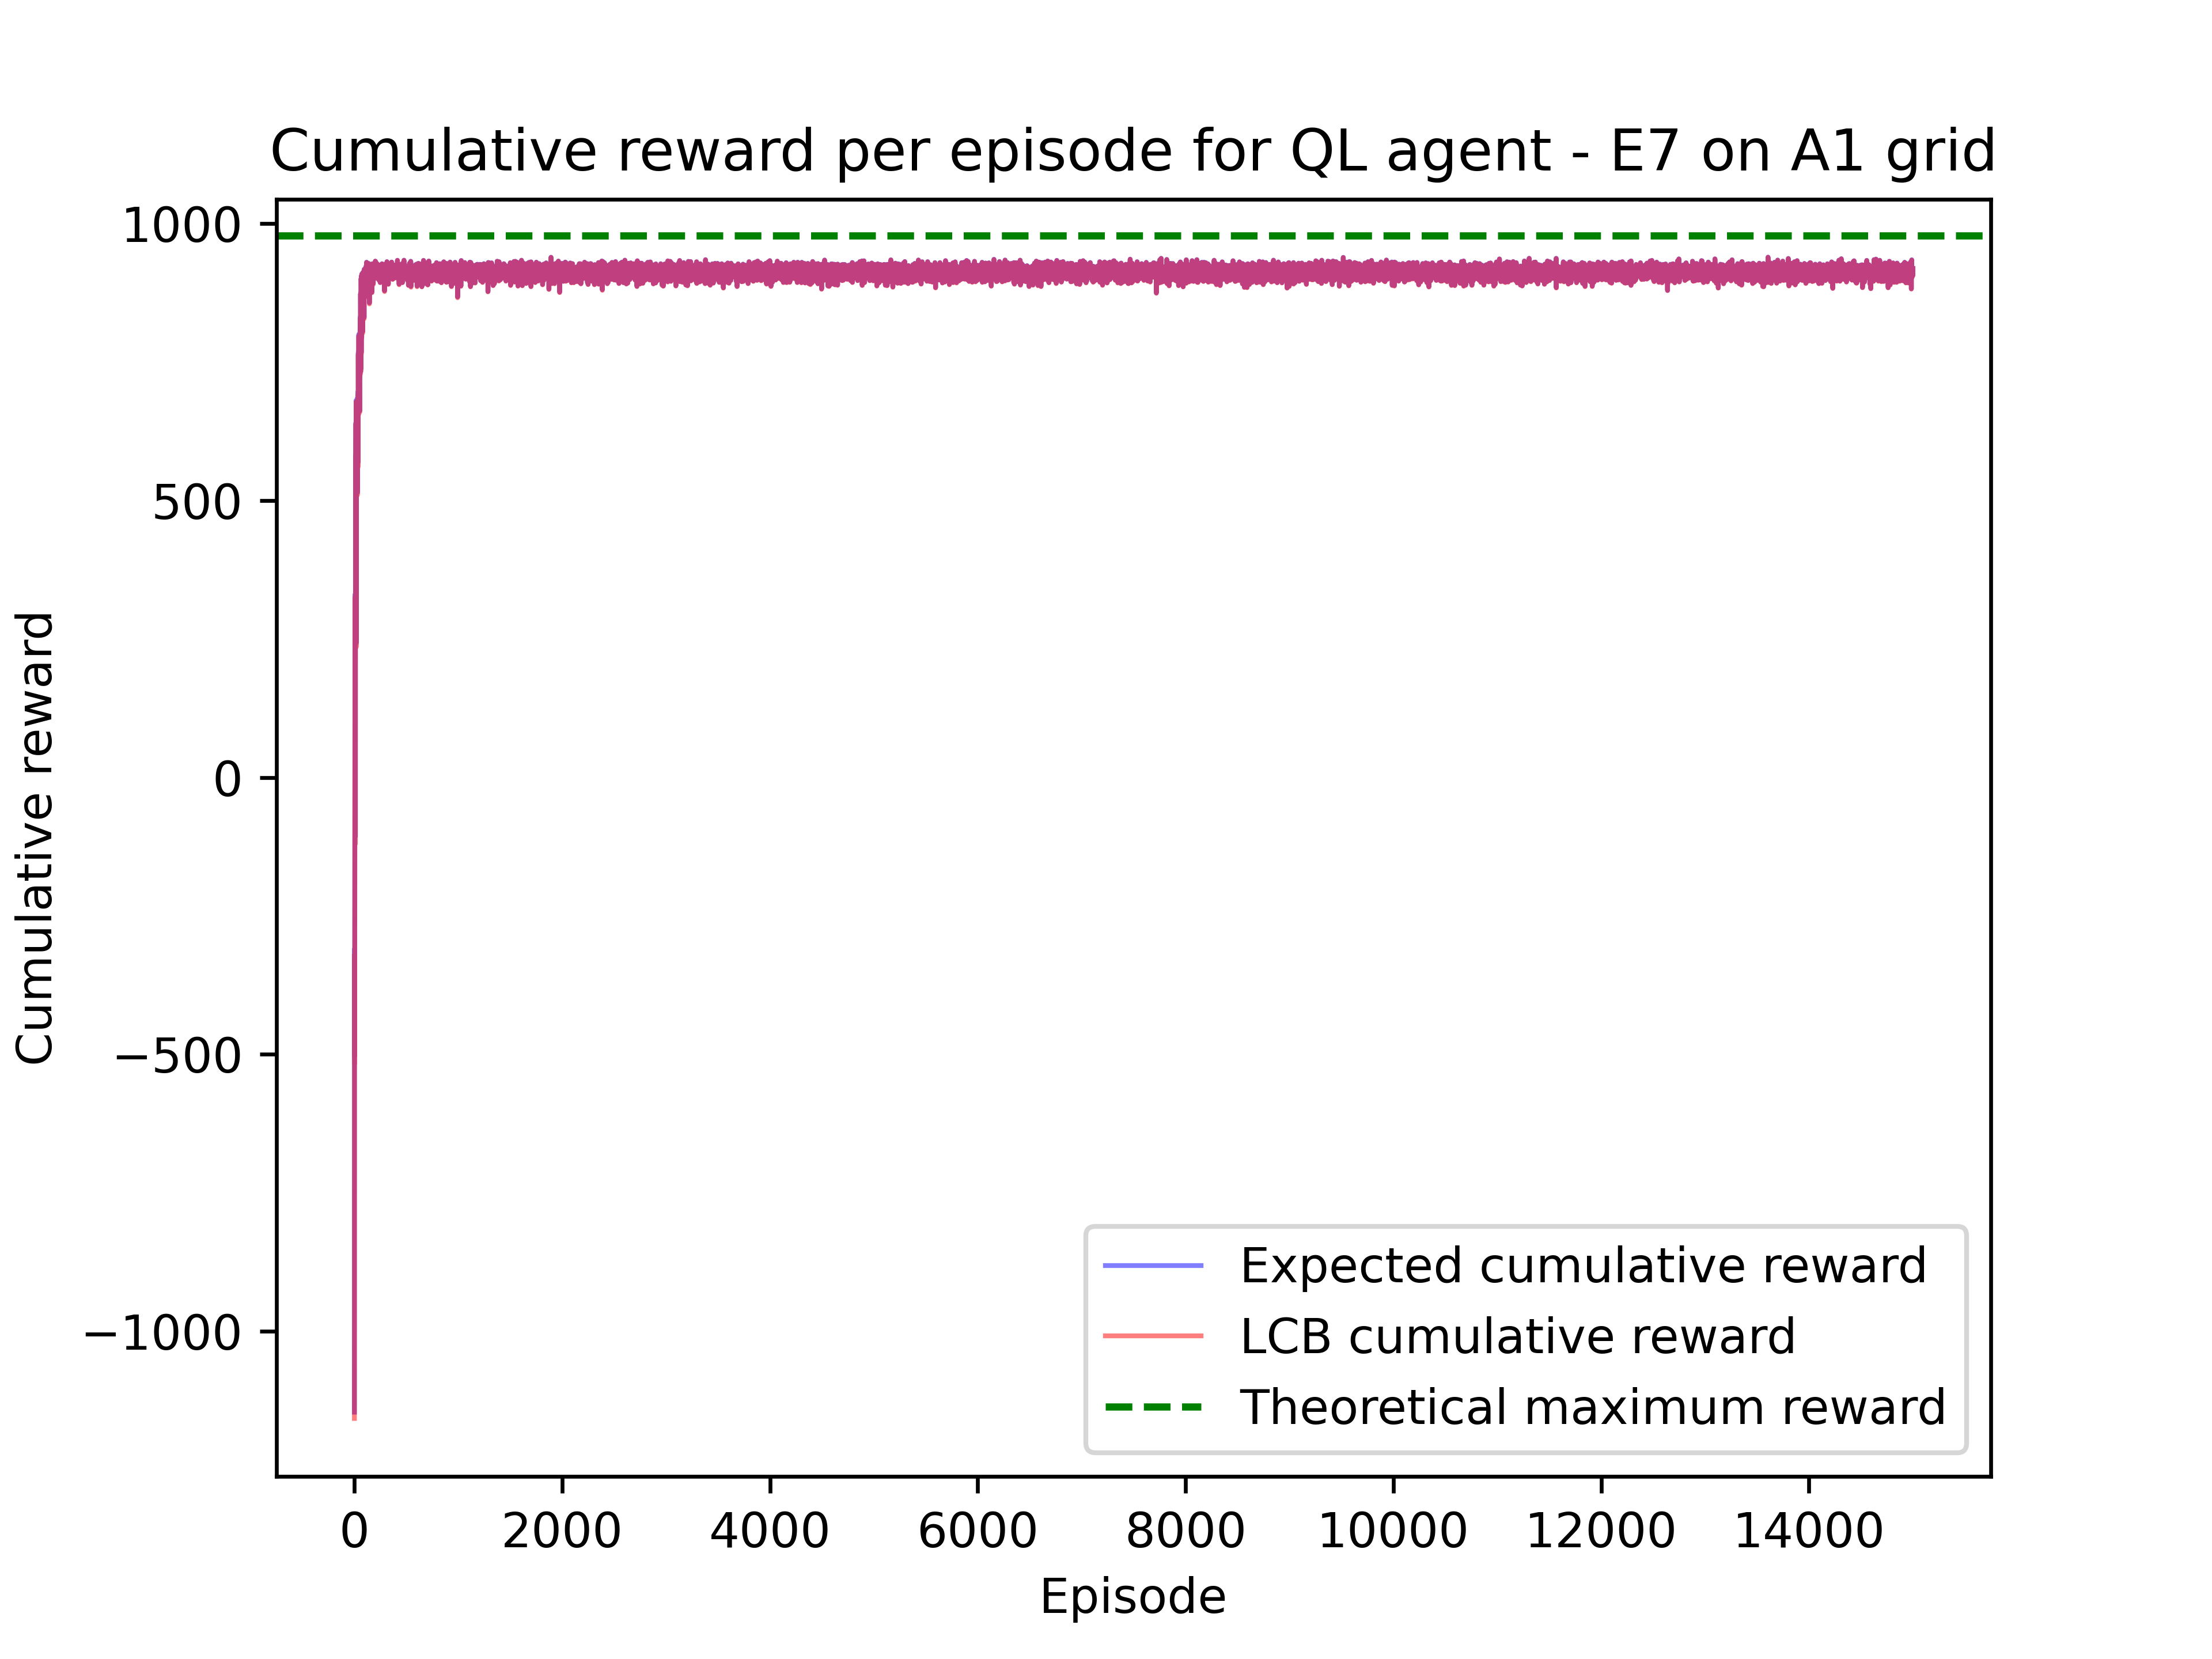 Cumulative reward per episode for QL agent - E7 on A1 grid
1000
500
0
−500
−1000
Cumulative reward
Expected cumulative reward
LCB cumulative reward
Theoretical maximum reward
0 2000 4000 6000 8000 10000 12000 14000
Episode